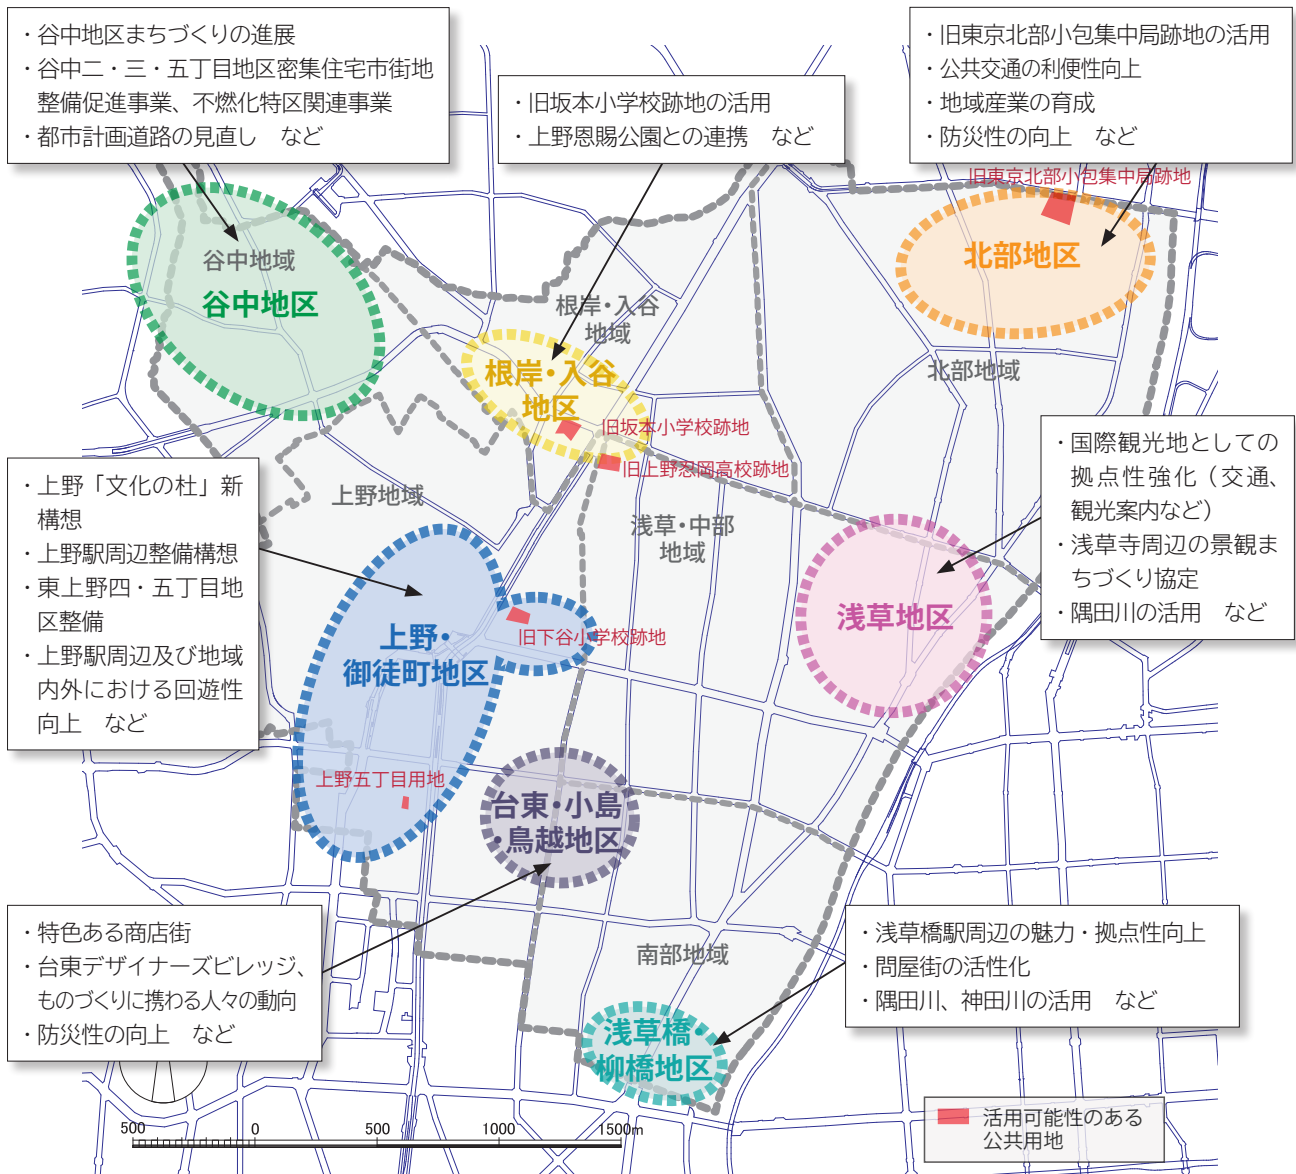 ・谷中地区まちづくりの進展
・谷中二・三・五丁目地区密集住宅市街地
整備促進事業、不燃化特区関連事業
・都市計画道路の見直し　など
・旧坂本小学校跡地の活用
・上野恩賜公園との連携　など
・旧東京北部小包集中局跡地の活用
・公共交通の利便性向上
・地域産業の育成
・防災性の向上　など
旧東京北部小包集中局跡地
北部地区
谷中地域
谷中地区
根岸・入谷
地域
根岸・入谷
地区
北部地域
旧坂本小学校跡地
旧上野忍岡高校跡地
・国際観光地としての
拠点性強化（交通、
観光案内など）
・浅草寺周辺の景観ま
ちづくり協定
・隅田川の活用　など
・上野「文化の杜」新
構想
・上野駅周辺整備構想
・東上野四・五丁目地
区整備
・上野駅周辺及び地域
内外における回遊性
向上　など
上野地域
浅草・中部
地域
浅草地区
旧下谷小学校跡地
上野・
御徒町地区
上野五丁目用地
台東・小島
・鳥越地区
・特色ある商店街
・台東デザイナーズビレッジ、
ものづくりに携わる人々の動向
・防災性の向上　など
南部地域
・浅草橋駅周辺の魅力・拠点性向上
・問屋街の活性化
・隅田川、神田川の活用　など
浅草橋・
柳橋地区
活用可能性のある
公共用地
500 0 500 1000 1500m